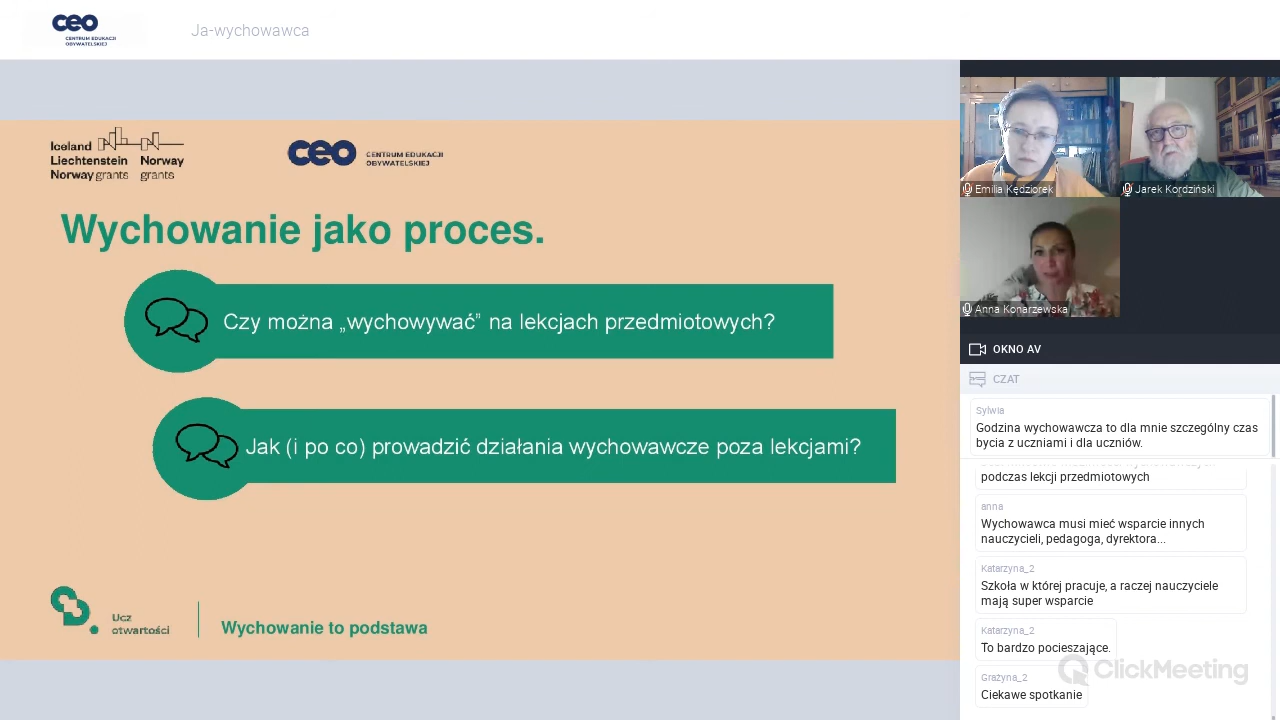 ceo
CENTRUM EDUKACJI
OBYWATELSKIEJ
Ja-wychowawca
Iceland
Liechtenstein Norway
Norway grants grants
ceo CENTRUM EDUKACJI
OBYWATELSKIEJ
Wychowanie jako proces.
Czy można „wychowywać” na lekcjach przedmiotowych?
Jak (i po co) prowadzić działania wychowawcze poza lekcjami?
Ucz
otwartości
Wychowanie to podstawa
Emilia Kędziorek
Jarek Kordziński
Anna Konarzewska
OKNO AV
CZAT
Sylwia
Godzina wychowawcza to dla mnie szczególny czas
bycia z uczniami i dla uczniów.
podczas lekcji przedmiotowych
anna
Wychowawca musi mieć wsparcie innych
nauczycieli, pedagoga, dyrektora...
Katarzyna_2
Szkoła w której pracuje, a raczej nauczyciele
mają super wsparcie
Katarzyna_2
To bardzo pocieszające.
ClickMeeting
Grażyna_2
Ciekawe spotkanie